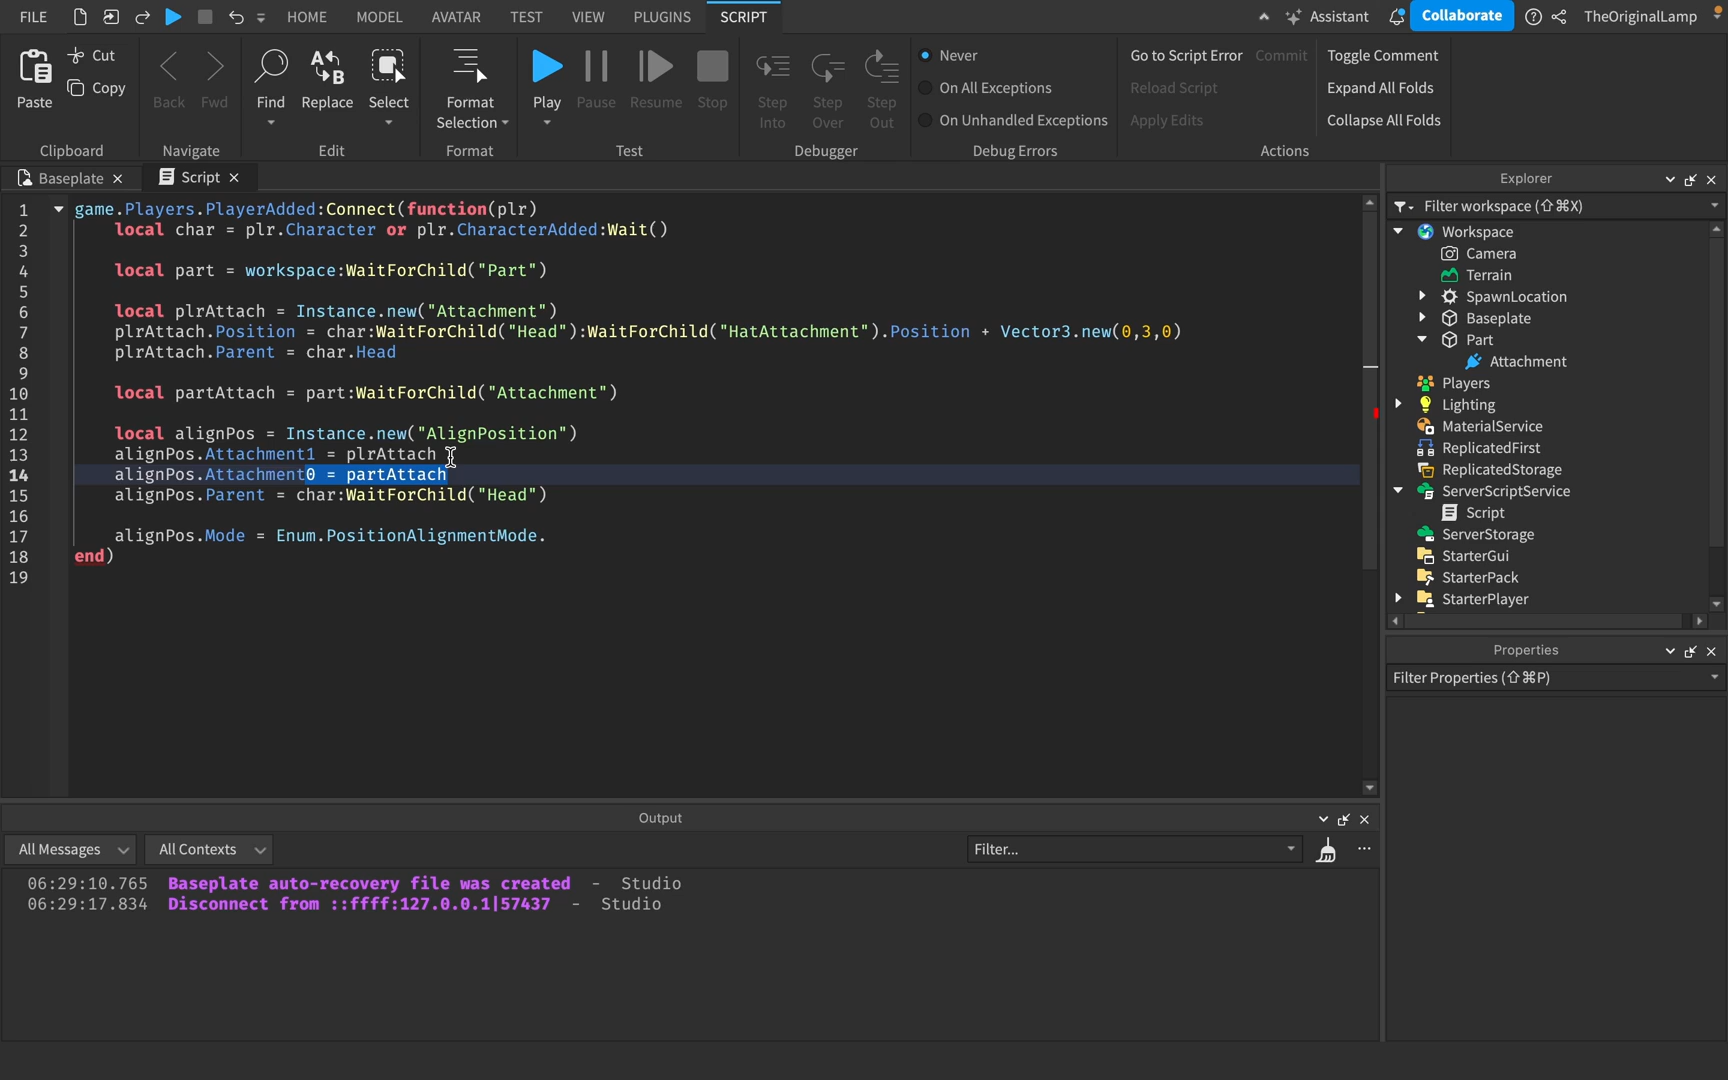 FILE HOME MODEL AVATAR TEST VIEW PLUGINS SCRIPT Assistant Collaborate TheOriginalLamp
Paste Cut Copy Clipboard
Back Fwd Navigate
Find Replace Select Edit
Format Selection Format
Play Pause Resume Stop Test
Step Into Step Over Step Out Debugger
Never
On All Exceptions
On Unhandled Exceptions
Debug Errors
Go to Script Error Commit Toggle Comment
Reload Script Expand All Folds
Apply Edits Collapse All Folds
Actions
Baseplate Script
1 game.Players.PlayerAdded:Connect(function(plr)
2 local char = plr.Character or plr.CharacterAdded:Wait()
3
4 local part = workspace:WaitForChild("Part")
5
6 local plrAttach = Instance.new("Attachment")
7 plrAttach.Position = char:WaitForChild("Head"):WaitForChild("HatAttachment").Position + Vector3.new(0,3,0)
8 plrAttach.Parent = char.Head
9
10 local partAttach = part:WaitForChild("Attachment")
11
12 local alignPos = Instance.new("AlignPosition")
13 alignPos.Attachment1 = plrAttach
14 alignPos.Attachment0 = partAttach
15 alignPos.Parent = char:WaitForChild("Head")
16
17 alignPos.Mode = Enum.PositionAlignmentMode.
18 end)
19
Explorer
Filter workspace (⇧⌘X)
Workspace
Camera
Terrain
SpawnLocation
Baseplate
Part
Attachment
Players
Lighting
MaterialService
ReplicatedFirst
ReplicatedStorage
ServerScriptService
Script
ServerStorage
StarterGui
StarterPack
StarterPlayer
Properties
Filter Properties (⇧⌘P)
Output
All Messages All Contexts Filter...
06:29:10.765 Baseplate auto-recovery file was created - Studio
06:29:17.834 Disconnect from ::ffff:127.0.0.1|57437 - Studio